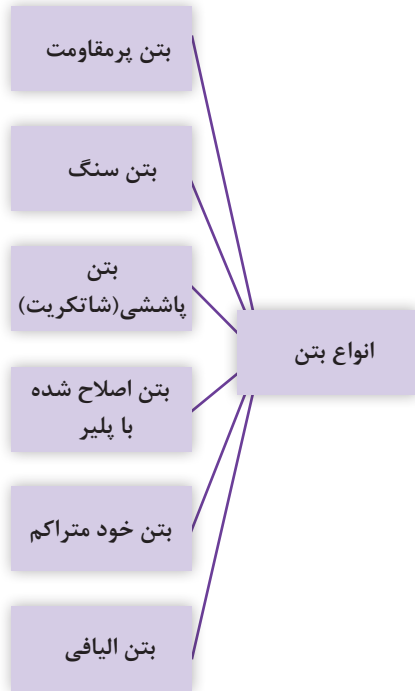 انواع بتن
بتن پرمقاومت
بتن سنگ
بتن
پاششی(شاتکریت)
بتن اصلاح شده
با پلیر
بتن خود متراکم
بتن الیافی